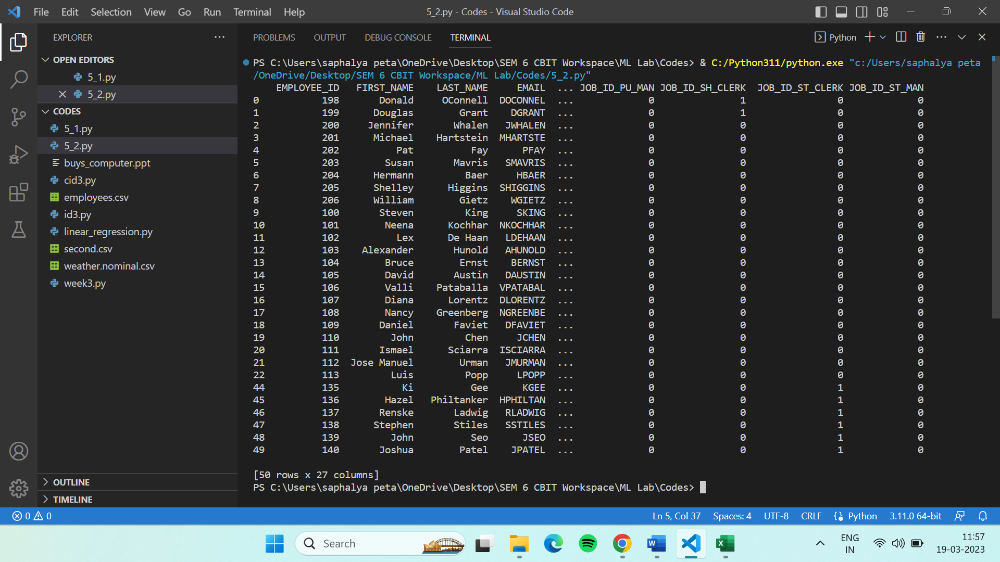 File Edit Selection View Go Run Terminal Help
5_2.py - Codes - Visual Studio Code
EXPLORER
OPEN EDITORS
5_1.py
5_2.py
CODES
5_1.py
5_2.py
buys_computer.ppt
cid3.py
employees.csv
id3.py
linear_regression.py
second.csv
weather.nominal.csv
week3.py
OUTLINE
TIMELINE
PROBLEMS OUTPUT DEBUG CONSOLE TERMINAL
Python
PS C:\Users\saphalya peta\OneDrive\Desktop\SEM 6 CBIT Workspace\ML Lab\Codes> & C:/Python311/python.exe "c:/Users/saphalya peta
/OneDrive/Desktop/SEM 6 CBIT Workspace/ML Lab/Codes/5_2.py"
EMPLOYEE_ID FIRST_NAME LAST_NAME EMAIL ... JOB_ID_PU_MAN JOB_ID_SH_CLERK JOB_ID_ST_CLERK JOB_ID_ST_MAN
0 198 Donald OConnell DOCONNEL ... 0 1 0 0
1 199 Douglas Grant DGRANT ... 0 1 0 0
2 200 Jennifer Whalen JWHALEN ... 0 0 0 0
3 201 Michael Hartstein MHARTSTE ... 0 0 0 0
4 202 Pat Fay PFAY ... 0 0 0 0
5 203 Susan Mavris SMAVRIS ... 0 0 0 0
6 204 Hermann Baer HBAER ... 0 0 0 0
7 205 Shelley Higgins SHIGGINS ... 0 0 0 0
8 206 William Gietz WGIETZ ... 0 0 0 0
9 100 Steven King SKING ... 0 0 0 0
10 101 Neena Kochhar NKOCHHAR ... 0 0 0 0
11 102 Lex De Haan LDEHAAN ... 0 0 0 0
12 103 Alexander Hunold AHUNOLD ... 0 0 0 0
13 104 Bruce Ernst BERNST ... 0 0 0 0
14 105 David Austin DAUSTIN ... 0 0 0 0
15 106 Valli Pataballa VPATABAL ... 0 0 0 0
16 107 Diana Lorentz DLORENTZ ... 0 0 0 0
17 108 Nancy Greenberg NGREENBE ... 0 0 0 0
18 109 Daniel Faviet DFAVIET ... 0 0 0 0
19 110 John Chen JCHEN ... 0 0 0 0
20 111 Ismael Sciarra ISCIARRA ... 0 0 0 0
21 112 Jose Manuel Urman JMURMAN ... 0 0 0 0
22 113 Luis Popp LPOPP ... 0 0 0 0
44 135 Ki Gee KGEE ... 0 0 1 0
45 136 Hazel Philtanker HPHILTAN ... 0 0 1 0
46 137 Renske Ladwig RLADWIG ... 0 0 1 0
47 138 Stephen Stiles SSTILES ... 0 0 1 0
48 139 John Seo JSEO ... 0 0 1 0
49 140 Joshua Patel JPATEL ... 0 0 1 0
[50 rows x 27 columns]
PS C:\Users\saphalya peta\OneDrive\Desktop\SEM 6 CBIT Workspace\ML Lab\Codes>
0 0
Ln 5, Col 37 Spaces: 4 UTF-8 CRLF Python 3.11.0 64-bit
Search
ENG
IN
11:57
19-03-2023